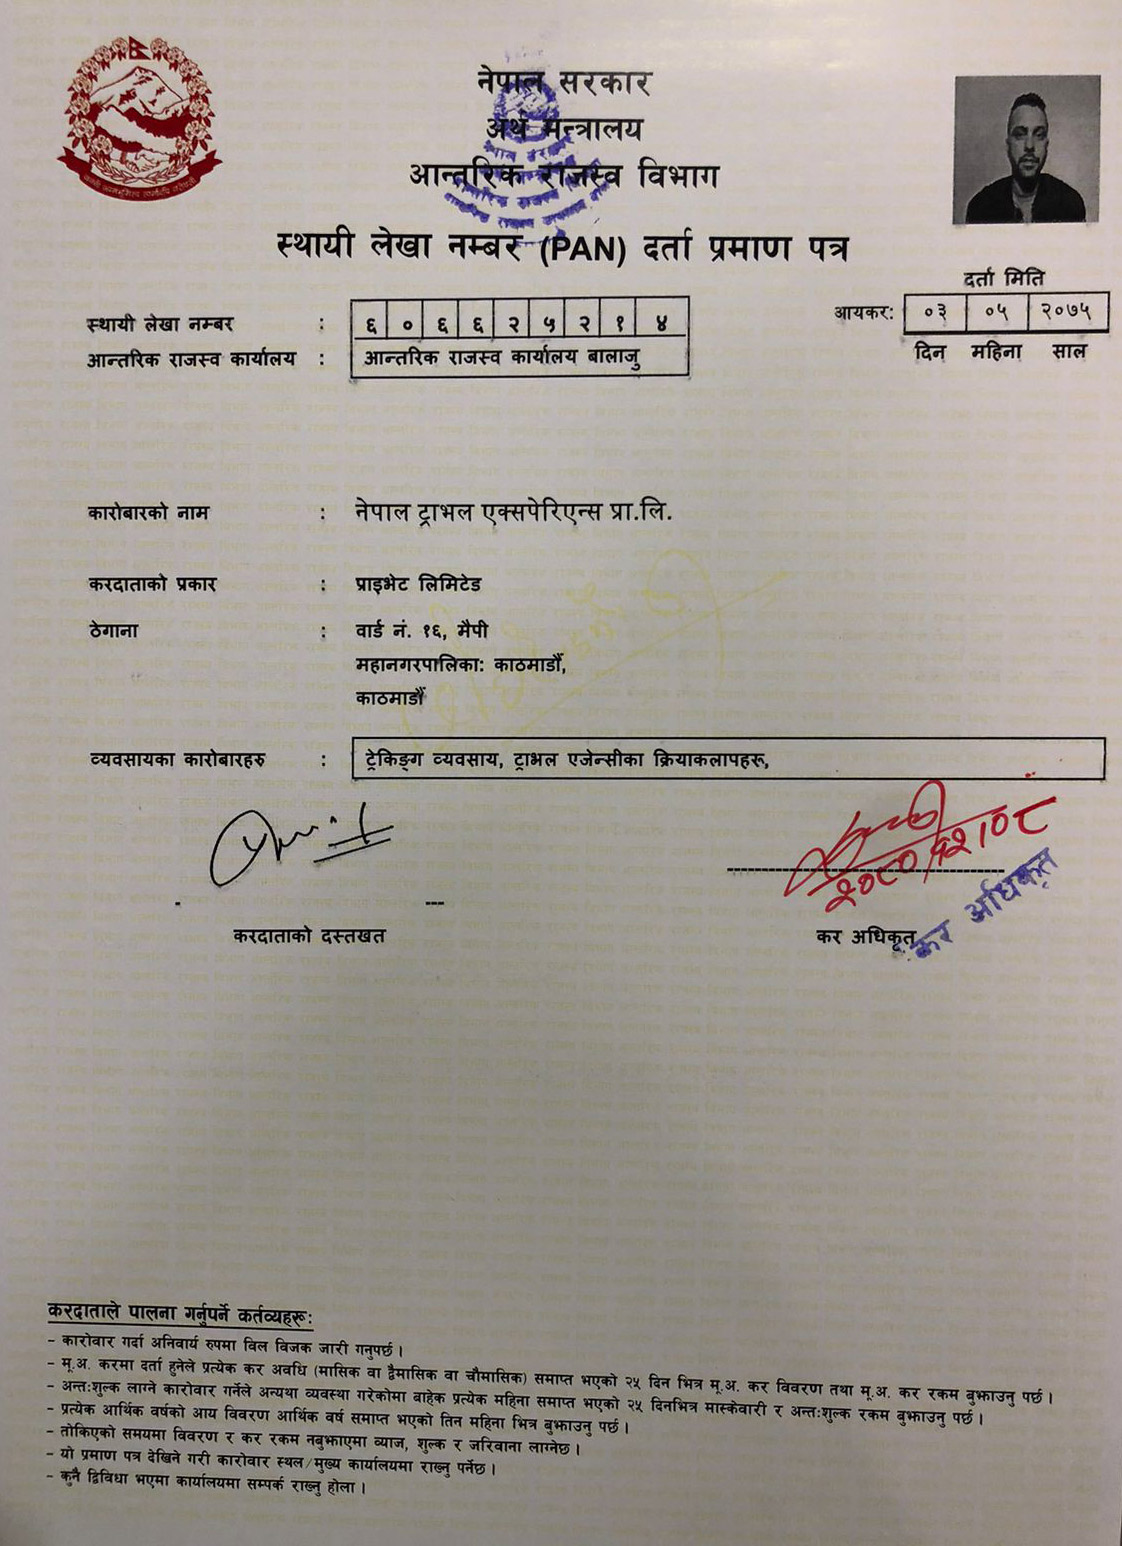 नेपाल सरकार
अर्थ मन्त्रालय
आन्तरिक राजस्व विभाग
स्थायी लेखा नम्बर (PAN) दर्ता प्रमाण पत्र
दर्ता मिति
आयकर: ०३ ०५ २०७५
दिन महिना साल
स्थायी लेखा नम्बर : ६ ० ६ ६ २ ५ २ १ ४
आन्तरिक राजस्व कार्यालय : आन्तरिक राजस्व कार्यालय बालाजु
कारोबारको नाम : नेपाल ट्राभल एक्सपेरिएन्स प्रा.लि.
करदाताको प्रकार : प्राइभेट लिमिटेड
ठेगाना : वार्ड नं. १६, मैपी
महानगरपालिका: काठमाडौं,
काठमाडौं
व्यवसायका कारोबारहरु : ट्रेकिङ्ग व्यवसाय, ट्राभल एजेन्सीका क्रियाकलापहरू,
२०८०/१२/०८
करदाताको दस्तखत
कर अधिकृत
कर अधिकृत
करदाताले पालना गर्नुपर्ने कर्तव्यहरू:
- कारोवार गर्दा अनिवार्य रुपमा विल विजक जारी गनुपर्छ ।
- मू.अ. करमा दर्ता हुनेले प्रत्येक कर अवधि (मासिक वा द्वैमासिक वा चौमासिक) समाप्त भएको २५ दिन भित्र मू.अ. कर विवरण तथा मू.अ. कर रकम बुझाउनु पर्छ ।
- अन्तःशुल्क लाग्ने कारोवार गर्नेले अन्यथा व्यवस्था गरेकोमा बाहेक प्रत्येक महिना समाप्त भएको २५ दिनभित्र मास्केवारी र अन्तःशुल्क रकम बुझाउनु पर्छ ।
- प्रत्येक आर्थिक वर्षको आय विवरण आर्थिक वर्ष समाप्त भएको तिन महिना भित्र बुझाउनु पर्छ ।
- तोकिएको समयमा विवरण र कर रकम नबुझाएमा व्याज, शुल्क र जरिवाना लाग्नेछ ।
- यो प्रमाण पत्र देखिने गरी कारोवार स्थल/मुख्य कार्यालयमा राख्नु पर्नेछ ।
- कुनै द्विविधा भएमा कार्यालयमा सम्पर्क राख्नु होला ।